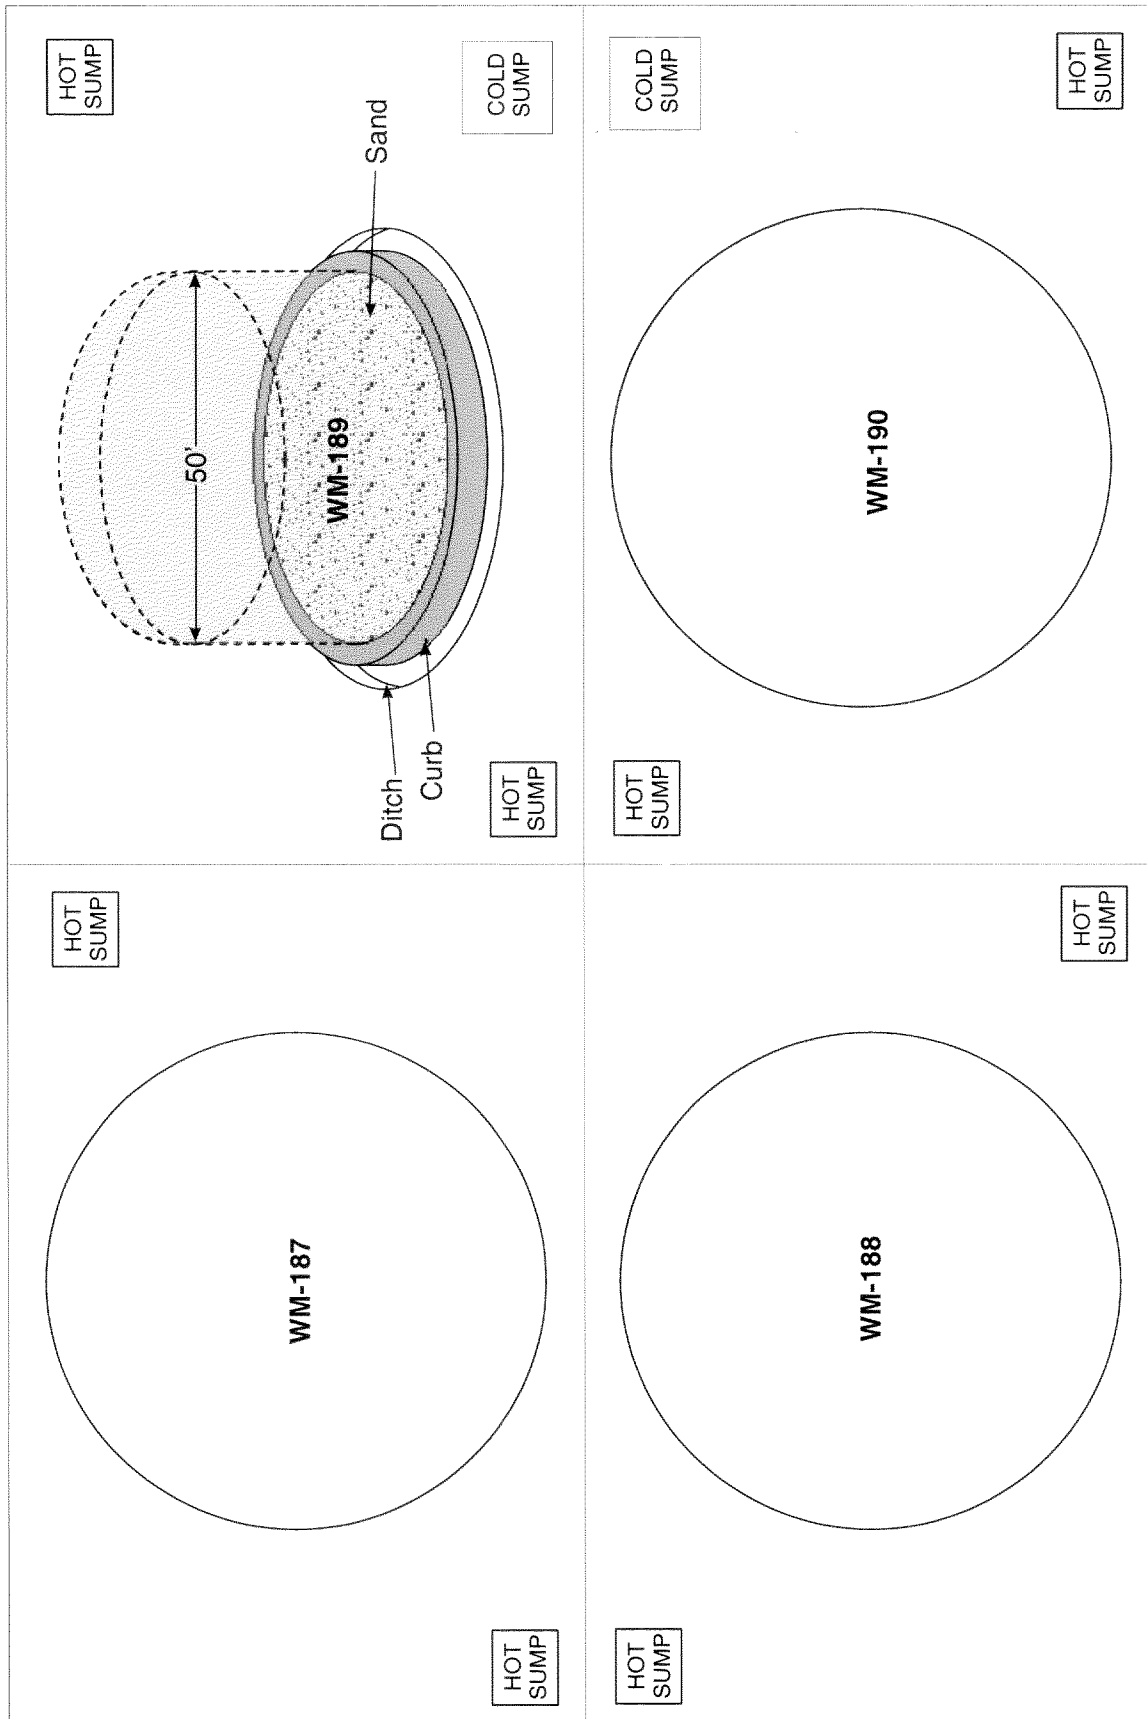 HOT
SUMP
WM-187
HOT
SUMP
HOT
SUMP
50'
WM-189
Sand
Ditch
Curb
HOT
SUMP
COLD
SUMP
HOT
SUMP
WM-188
HOT
SUMP
HOT
SUMP
COLD
SUMP
WM-190
HOT
SUMP